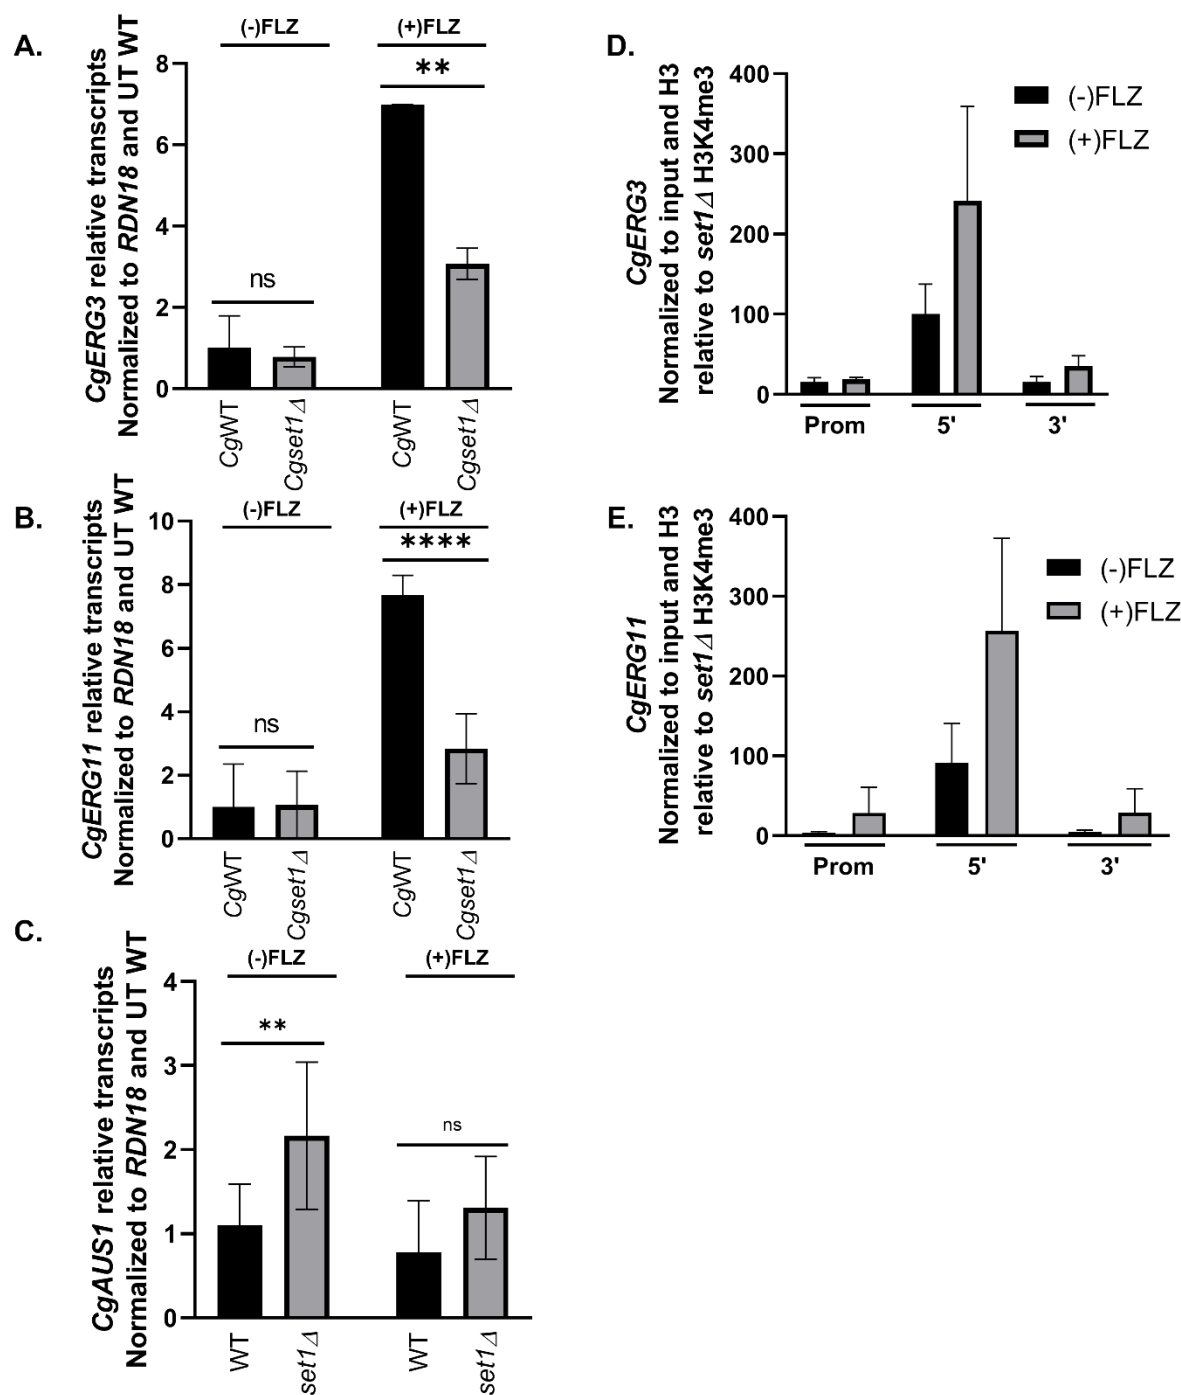 A.
CgERG3 relative transcripts
Normalized to RDN18 and UT WT
(-)FLZ
(+)FLZ
**
ns
8
6
4
2
0
CgWT
Cgset1Δ
CgWT
Cgset1Δ
B.
CgERG11 relative transcripts
Normalized to RDN18 and UT WT
(-)FLZ
(+)FLZ
****
ns
10
8
6
4
2
0
CgWT
Cgset1Δ
CgWT
Cgset1Δ
C.
CgAUS1 relative transcripts
Normalized to RDN18 and UT WT
(-)FLZ
(+)FLZ
**
ns
4
3
2
1
0
WT
set1Δ
WT
set1Δ
D.
CgERG3
Normalized to input and H3
relative to set1Δ H3K4me3
400
300
200
100
0
(-)FLZ
(+)FLZ
Prom
5'
3'
E.
CgERG11
Normalized to input and H3
relative to set1Δ H3K4me3
400
300
200
100
0
(-)FLZ
(+)FLZ
Prom
5'
3'